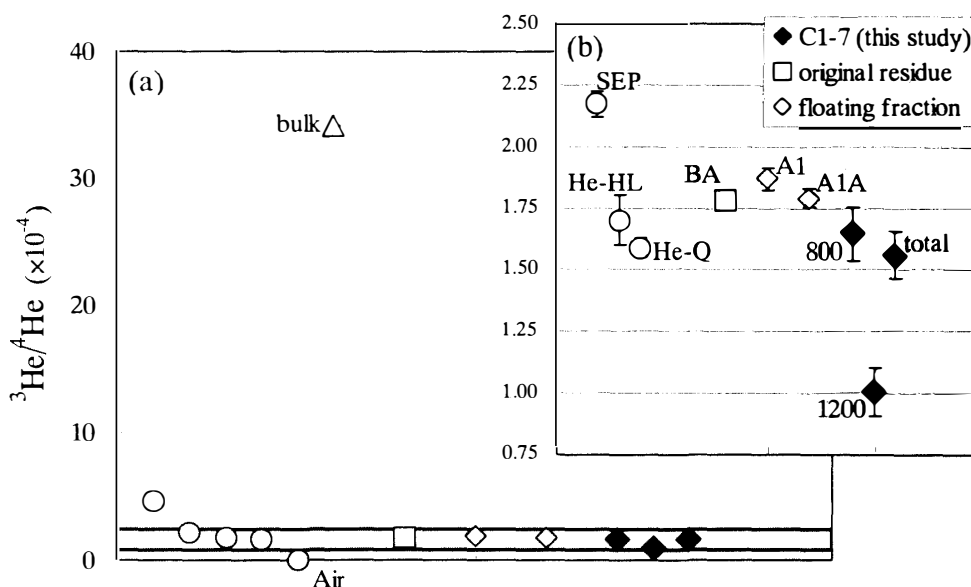 ³He/⁴He (×10⁻⁴)
40
30
20
10
0
(a)
bulk
Air
2.50
2.25
2.00
1.75
1.50
1.25
1.00
0.75
(b)
C1-7 (this study)
original residue
floating fraction
SEP
He-HL
He-Q
BA
A1
A1A
800
total
1200